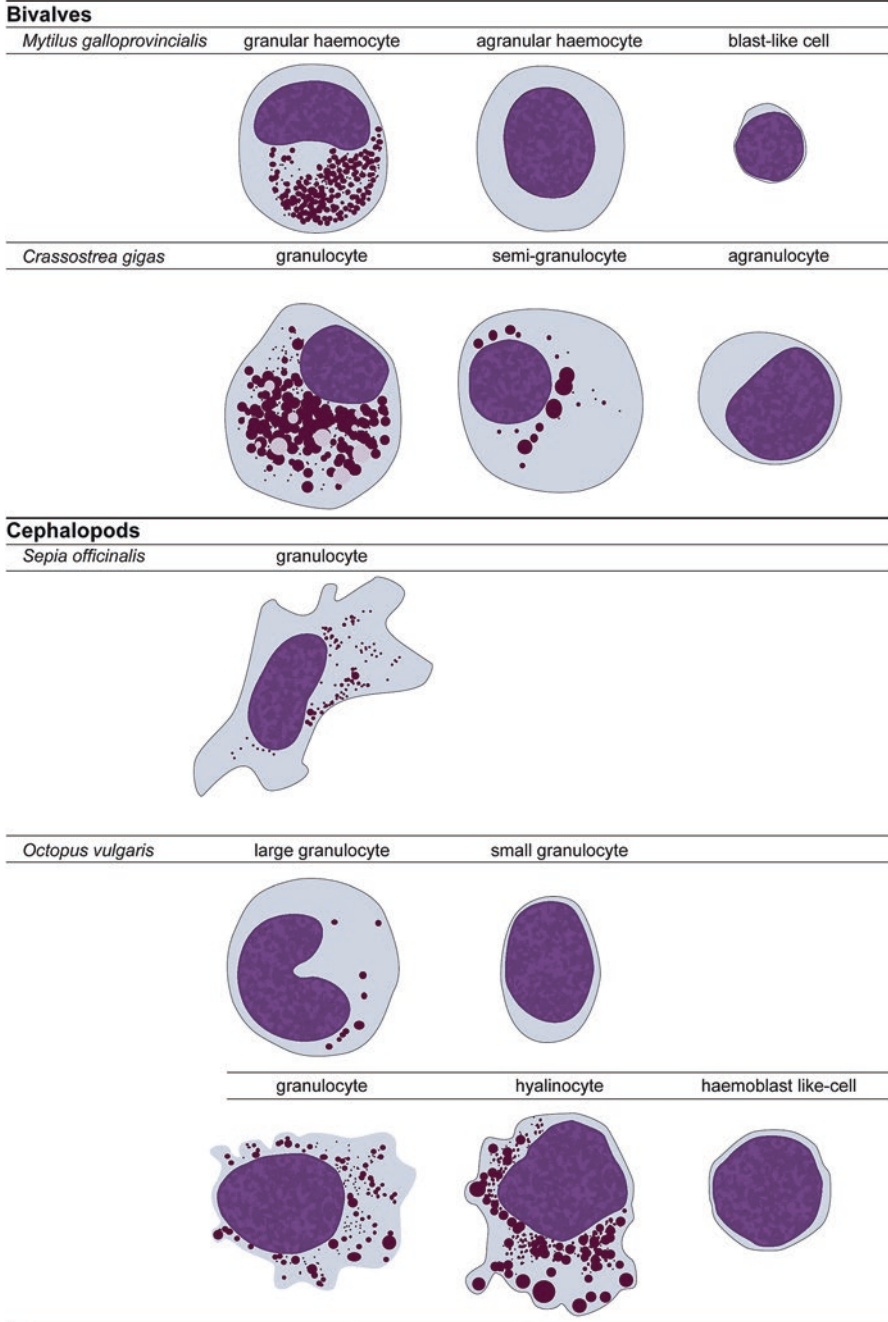 Bivalves
Mytilus galloprovincialis granular haemocyte agranular haemocyte blast-like cell
Crassostrea gigas granulocyte semi-granulocyte agranulocyte
Cephalopods
Sepia officinalis granulocyte
Octopus vulgaris large granulocyte small granulocyte
granulocyte hyalinocyte haemoblast like-cell